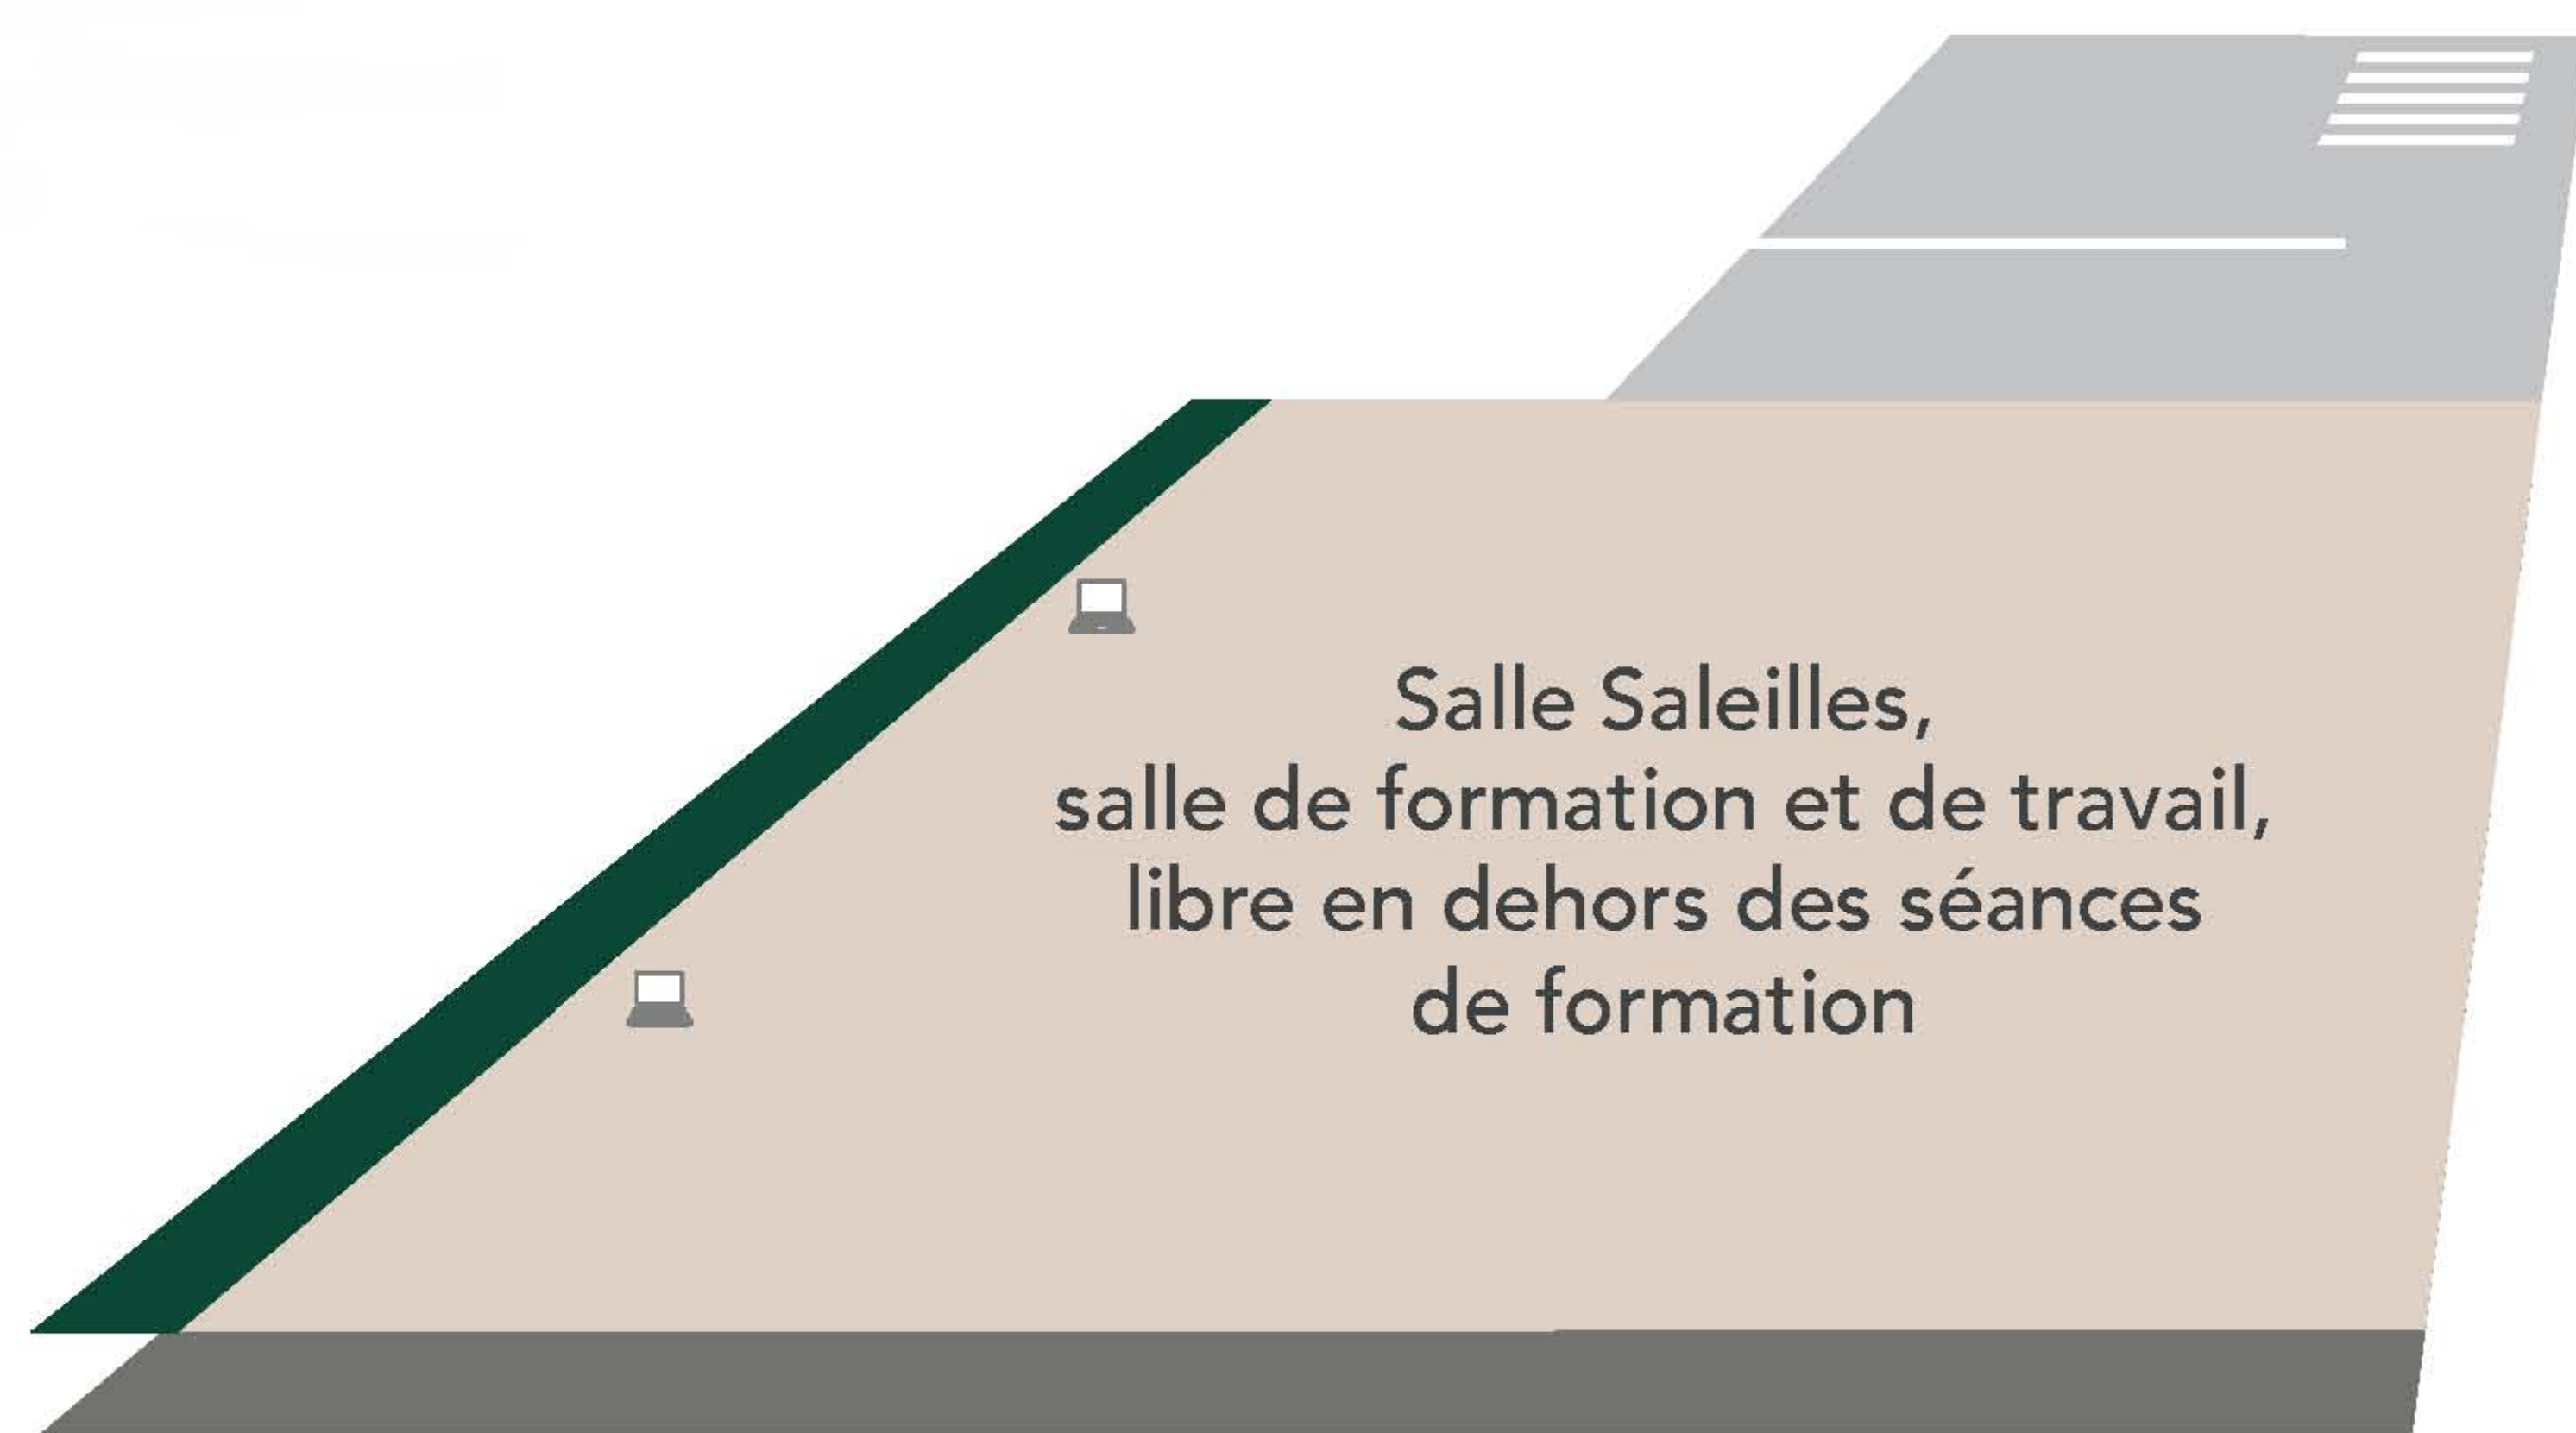 Salle Saleilles,
salle de formation et de travail,
libre en dehors des séances
de formation